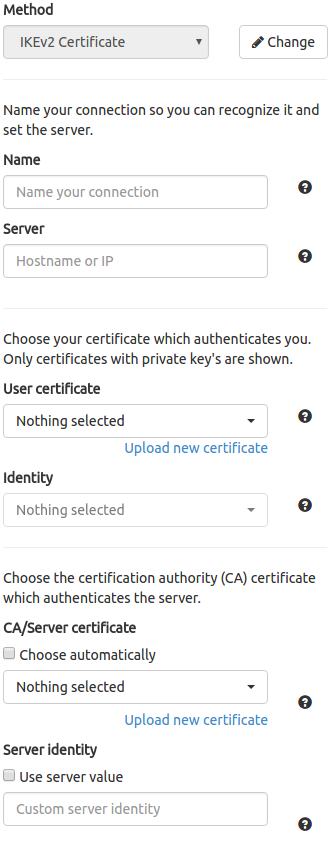 Method
IKEv2 Certificate
Change
Name your connection so you can recognize it and
set the server.
Name
Name your connection
Server
Hostname or IP
Choose your certificate which authenticates you.
Only certificates with private key's are shown.
User certificate
Nothing selected
Upload new certificate
Identity
Nothing selected
Choose the certification authority (CA) certificate
which authenticates the server.
CA/Server certificate
Choose automatically
Nothing selected
Upload new certificate
Server identity
Use server value
Custom server identity